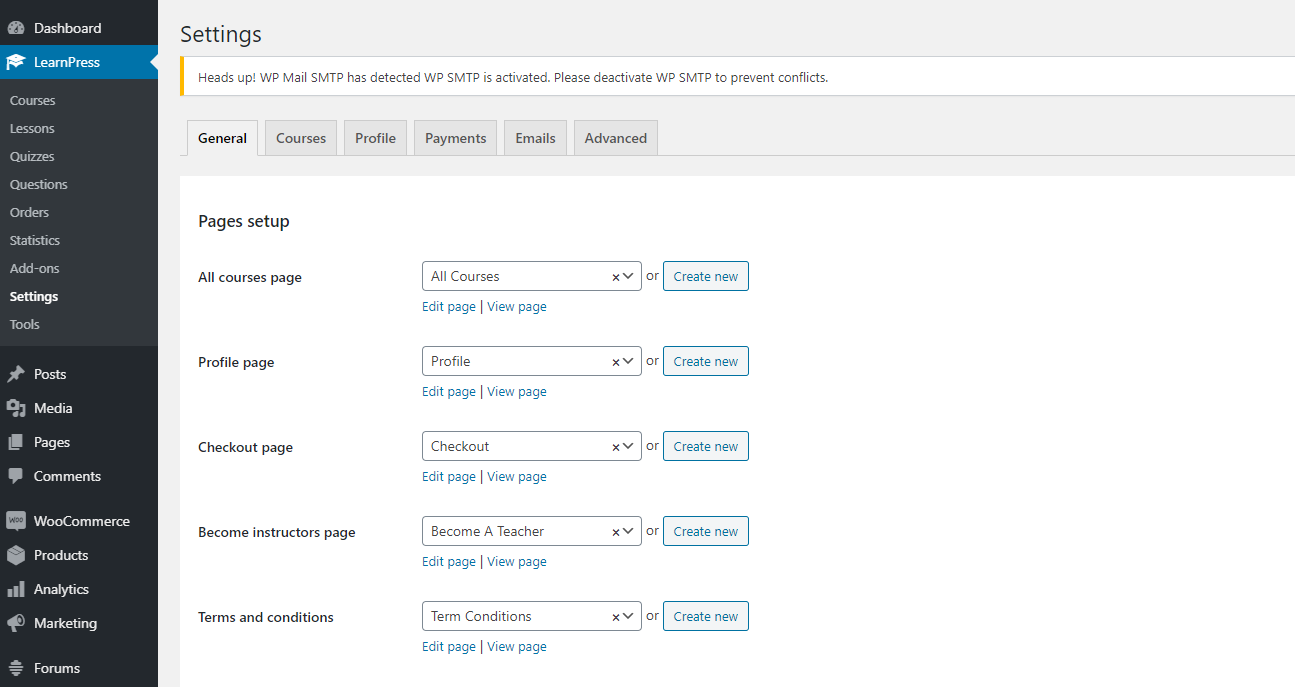 Dashboard
LearnPress
Courses
Lessons
Quizzes
Questions
Orders
Statistics
Add-ons
Settings
Tools
Posts
Media
Pages
Comments
Woo WooCommerce
Products
Analytics
Marketing
Forums
Settings
Heads up! WP Mail SMTP has detected WP SMTP is activated. Please deactivate WP SMTP to prevent conflicts.
General Courses Profile Payments Emails Advanced
Pages setup
All courses page All Courses × or Create new
Edit page | View page
Profile page Profile × or Create new
Edit page | View page
Checkout page Checkout × or Create new
Edit page | View page
Become instructors page Become A Teacher × or Create new
Edit page | View page
Terms and conditions Term Conditions × or Create new
Edit page | View page